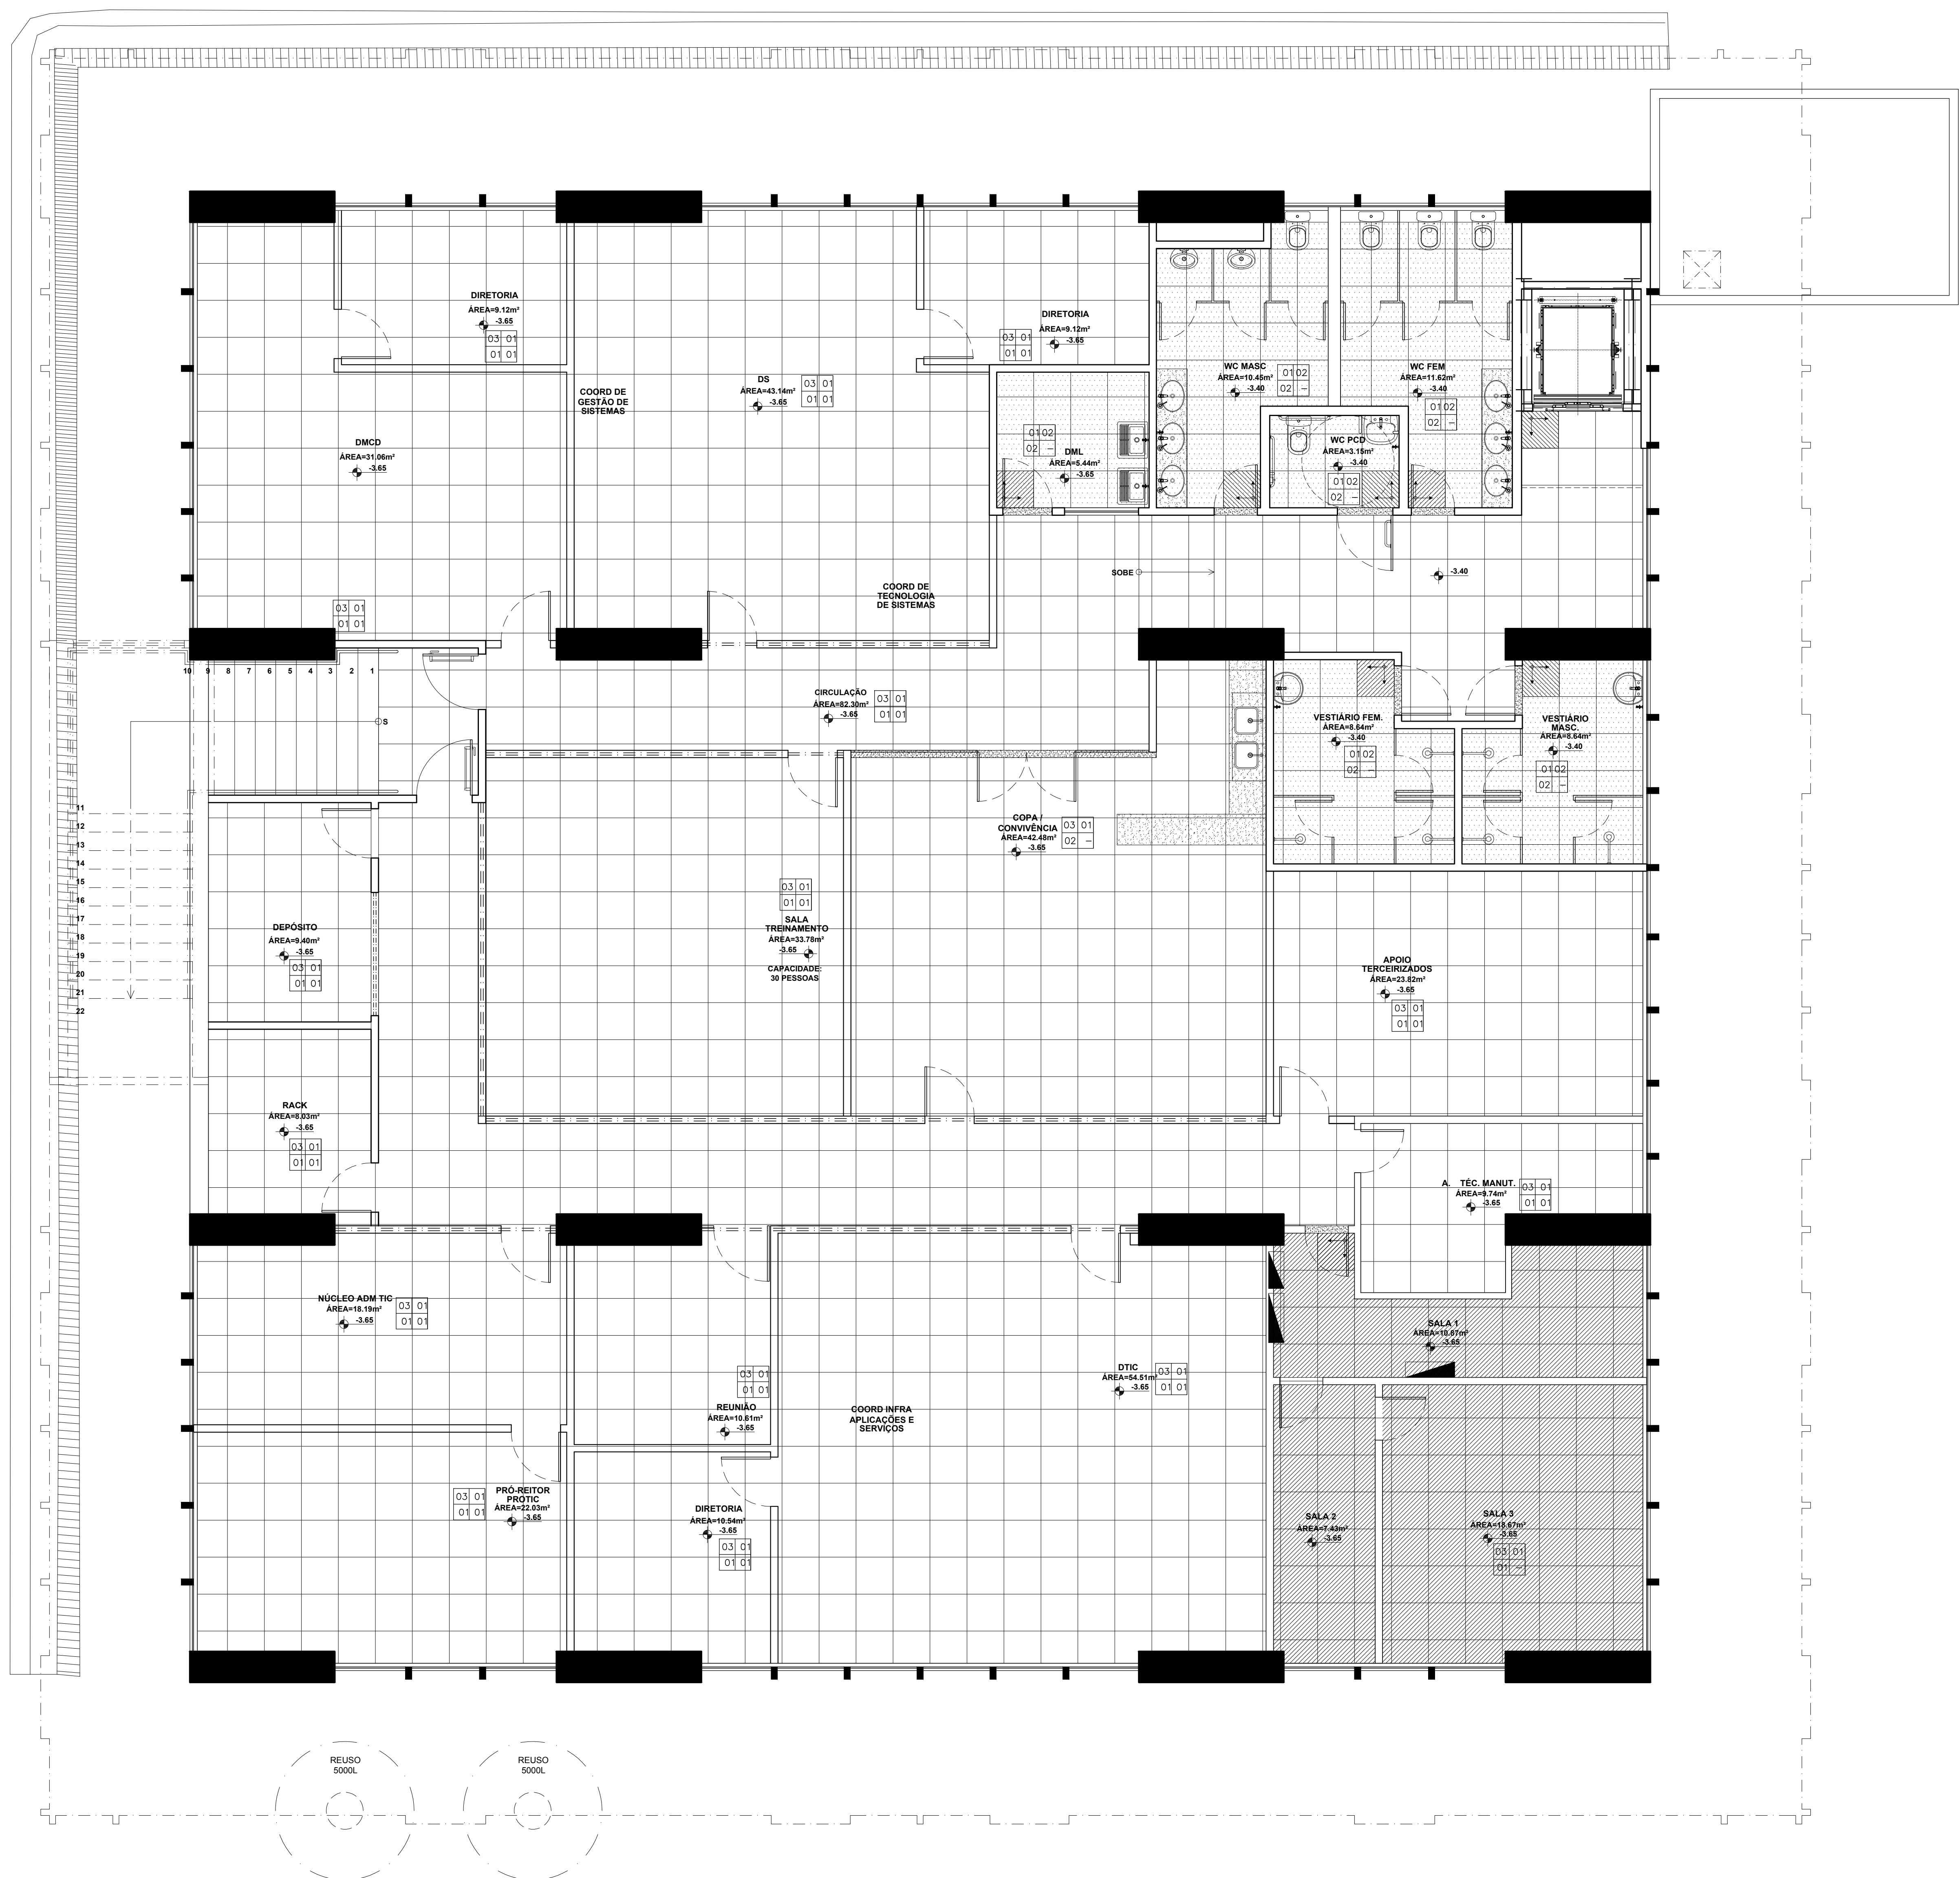 DIRETORIA
ÁREA=9.12m²
-3.65
03 01
01 01
DIRETORIA
ÁREA=9.12m²
-3.65
03 01
01 01
COORD DE
GESTÃO DE
SISTEMAS
DS
ÁREA=43.14m²
-3.65
03 01
01 01
WC MASC
ÁREA=10.45m²
-3.40
01 02
02 –
WC FEM
ÁREA=11.62m²
-3.40
01 02
02 –
DMCD
ÁREA=31.06m²
-3.65
03 01
01 01
01 02
02 –
DML
ÁREA=5.44m²
-3.65
WC PCD
ÁREA=3.15m²
-3.40
01 02
02 –
COORD DE
TECNOLOGIA
DE SISTEMAS
SOBE
-3.40
10 9 8 7 6 5 4 3 2 1
S
CIRCULAÇÃO
ÁREA=82.30m²
-3.65
03 01
01 01
VESTIÁRIO FEM.
ÁREA=8.64m²
-3.40
01 02
02 –
VESTIÁRIO
MASC.
ÁREA=8.64m²
-3.40
01 02
02 –
11
12
13
14
15
16
17
18
19
20
21
22
COPA /
CONVIVÊNCIA
ÁREA=42.48m²
-3.65
03 01
02 –
03 01
01 01
SALA
TREINAMENTO
ÁREA=33.78m²
-3.65
CAPACIDADE:
30 PESSOAS
DEPÓSITO
ÁREA=9.40m²
-3.65
03 01
01 01
APOIO
TERCEIRIZADOS
ÁREA=23.82m²
-3.65
03 01
01 01
RACK
ÁREA=8.03m²
-3.65
03 01
01 01
A. TÉC. MANUT.
ÁREA=9.74m²
-3.65
03 01
01 01
NÚCLEO ADM TIC
ÁREA=18.19m²
-3.65
03 01
01 01
SALA 1
ÁREA=10.87m²
-3.65
03 01
01 01
REUNIÃO
ÁREA=10.61m²
-3.65
COORD INFRA
APLICAÇÕES E
SERVIÇOS
DTIC
ÁREA=54.51m²
-3.65
03 01
01 01
03 01
01 01
PRÓ-REITOR
PROTIC
ÁREA=22.03m²
-3.65
DIRETORIA
ÁREA=10.54m²
-3.65
03 01
01 01
SALA 2
ÁREA=7.43m²
-3.65
SALA 3
ÁREA=18.67m²
-3.65
03 01
01 –
REUSO
5000L
REUSO
5000L